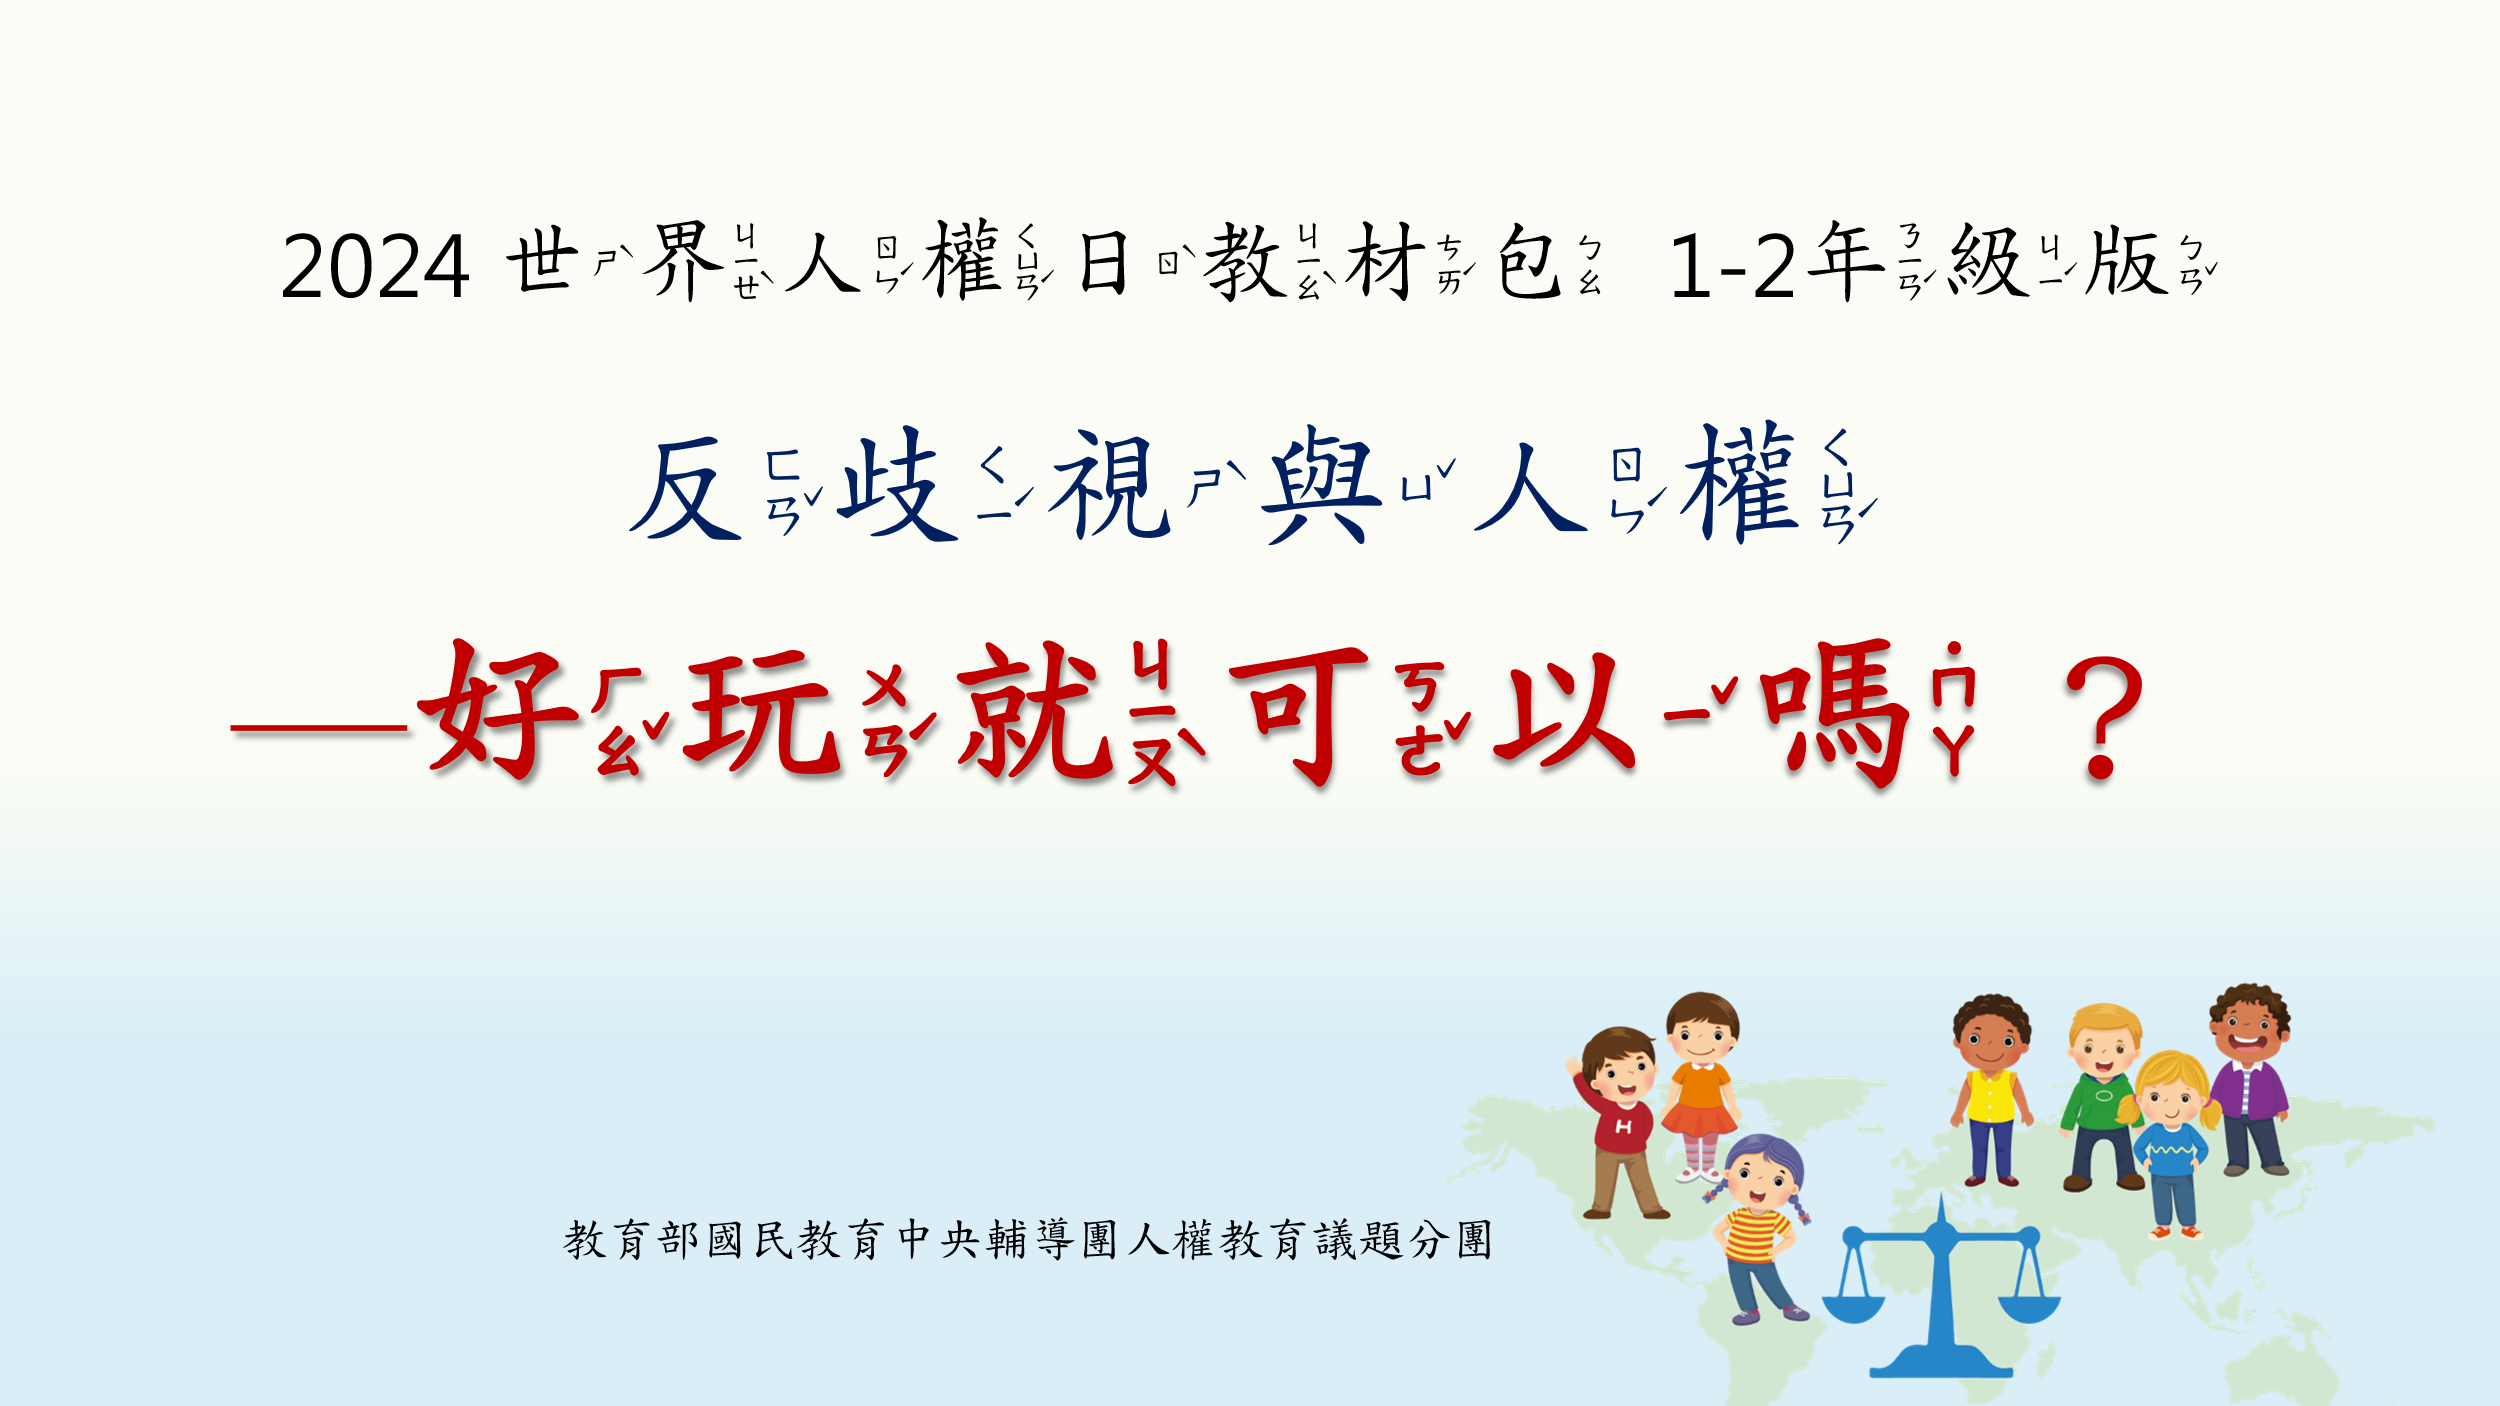 2024 世界人權日教材包 1-2年級版
反歧視與人權
——好玩就可以嗎？
教育部國民教育中央輔導團人權教育議題分團
H